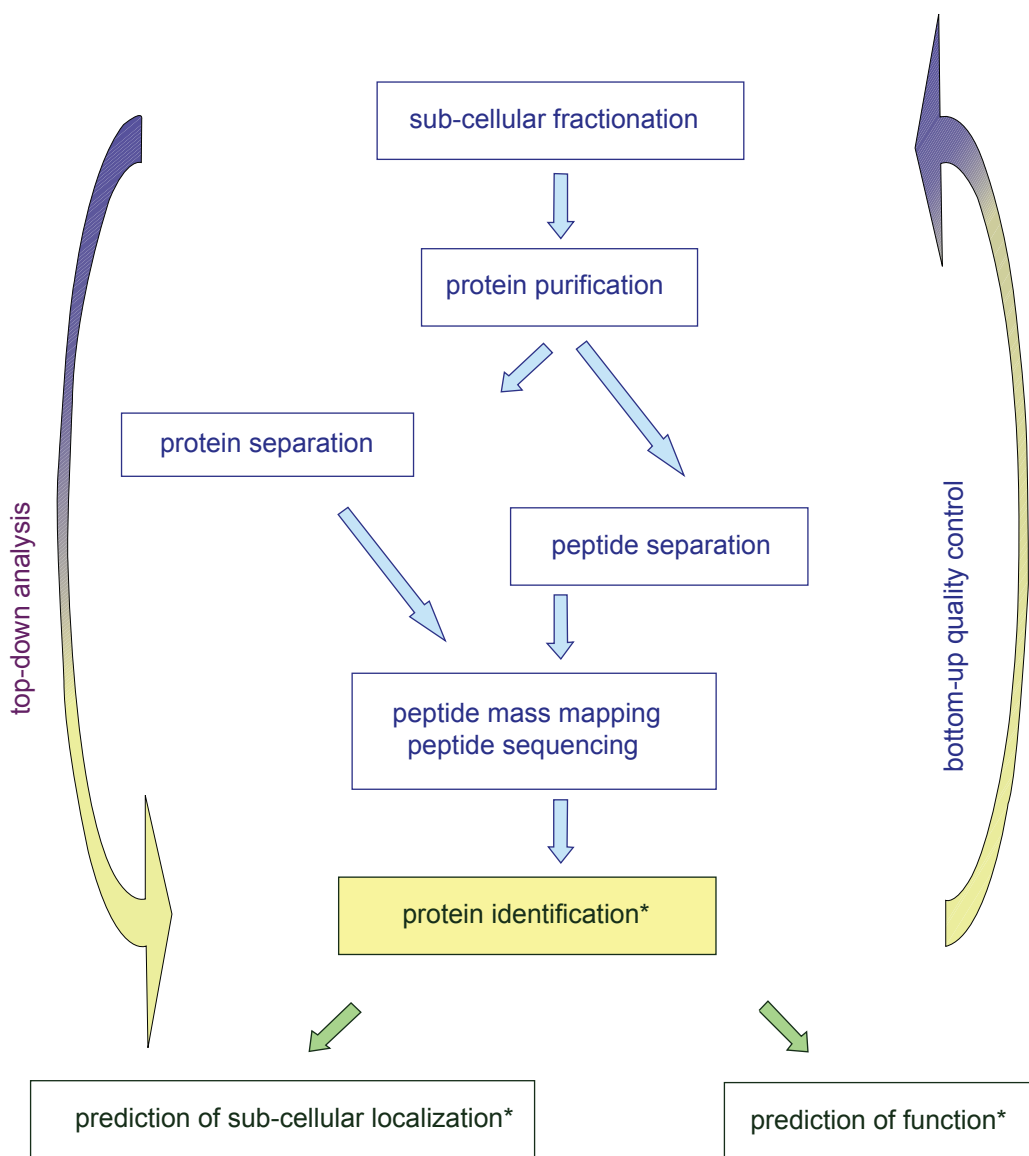 sub-cellular fractionation
protein purification
protein separation
peptide separation
top-down analysis
bottom-up quality control
peptide mass mapping
peptide sequencing
protein identification*
prediction of sub-cellular localization*
prediction of function*